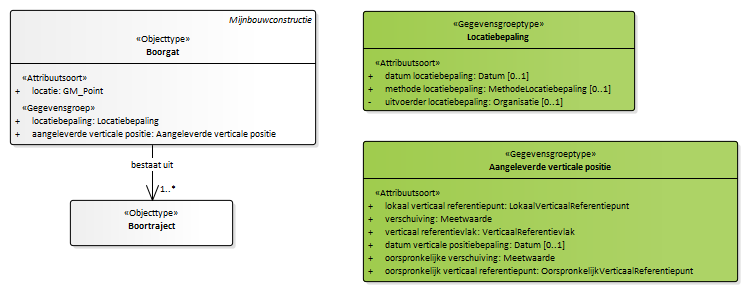 Mijnbouwconstructie
«Objecttype»
Boorgat
«Attribuutsoort»
+ locatie: GM_Point
«Gegevensgroep»
+ locatiebepaling: Locatiebepaling
+ aangeleverde verticale positie: Aangeleverde verticale positie
bestaat uit
1..*
«Objecttype»
Boortraject
«Gegevensgroeptype»
Locatiebepaling
«Attribuutsoort»
+ datum locatiebepaling: Datum [0..1]
+ methode locatiebepaling: MethodeLocatiebepaling [0..1]
- uitvoerder locatiebepaling: Organisatie [0..1]
«Gegevensgroeptype»
Aangeleverde verticale positie
«Attribuutsoort»
+ lokaal verticaal referentiepunt: LokaalVerticaalReferentiepunt
+ verschuiving: Meetwaarde
+ verticaal referentievlak: VerticaalReferentievlak
+ datum verticale positiebepaling: Datum [0..1]
+ oorspronkelijke verschuiving: Meetwaarde
+ oorspronkelijk verticaal referentiepunt: OorspronkelijkVerticaalReferentiepunt